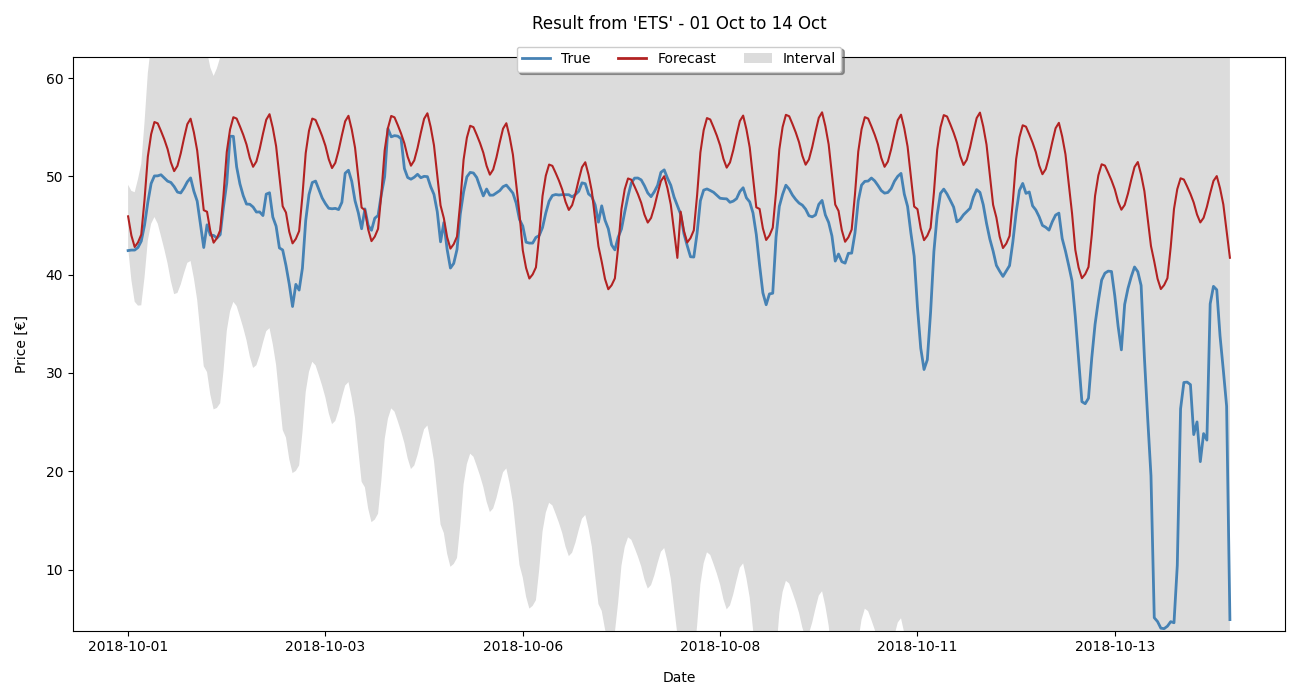 Result from 'ETS' - 01 Oct to 14 Oct
True Forecast Interval
60
50
40
30
20
10
Price [€]
2018-10-01 2018-10-03 2018-10-06 2018-10-08 2018-10-11 2018-10-13
Date